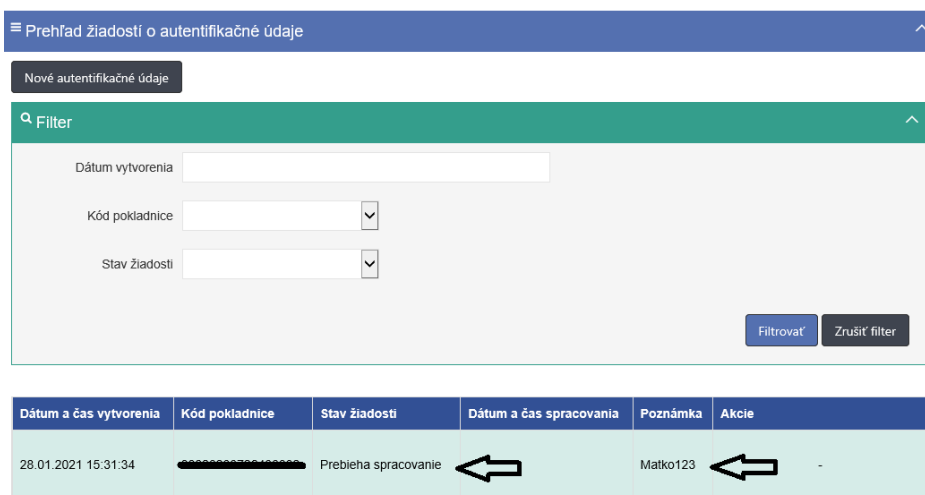 Prehľad žiadostí o autentifikačné údaje
Nové autentifikačné údaje
Filter
Dátum vytvorenia
Kód pokladnice
Stav žiadosti
Filtrovať Zrušiť filter
Dátum a čas vytvorenia Kód pokladnice Stav žiadosti Dátum a čas spracovania Poznámka Akcie
28.01.2021 15:31:34 Prebieha spracovanie Matko123 -